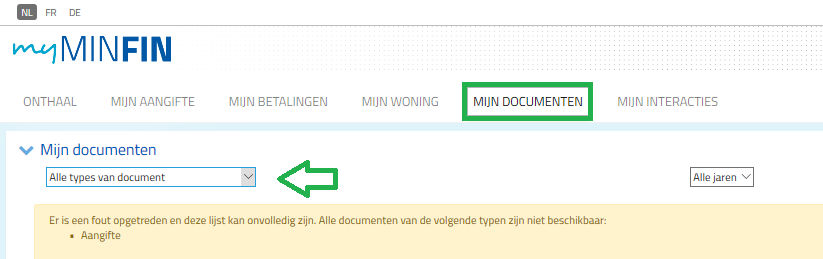 NL FR DE
myMINFIN
ONTHAAL MIJN AANGIFTE MIJN BETALINGEN MIJN WONING MIJN DOCUMENTEN MIJN INTERACTIES
Mijn documenten
Alle types van document Alle jaren
Er is een fout opgetreden en deze lijst kan onvolledig zijn. Alle documenten van de volgende typen zijn niet beschikbaar:
• Aangifte